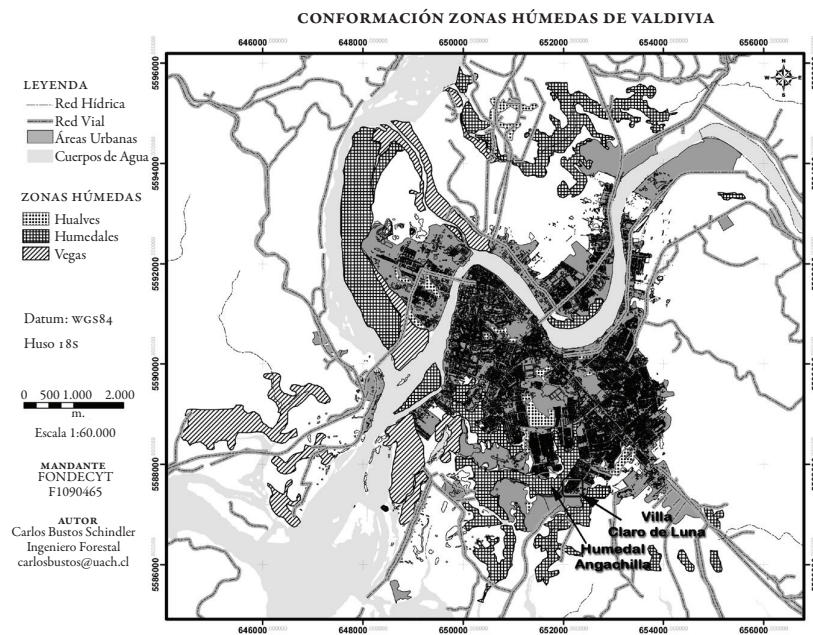 CONFORMACIÓN ZONAS HÚMEDAS DE VALDIVIA
646000 648000 650000 652000 654000 656000
LEYENDA
Red Hídrica
Red Vial
Áreas Urbanas
Cuerpos de Agua
ZONAS HÚMEDAS
Hualves
Humedales
Vegas
Datum: WGS84
Huso 18S
0 500 1.000 2.000
m.
Escala 1:60.000
MANDANTE
FONDECYT
F1090465
AUTOR
Carlos Bustos Schindler
Ingeniero Forestal
carlosbustos@uach.cl
5596000
5594000
5592000
5590000
5588000
5586000
N
W E
S
Villa
Claro de Luna
Humedal
Angachilla
646000 648000 650000 652000 654000 656000